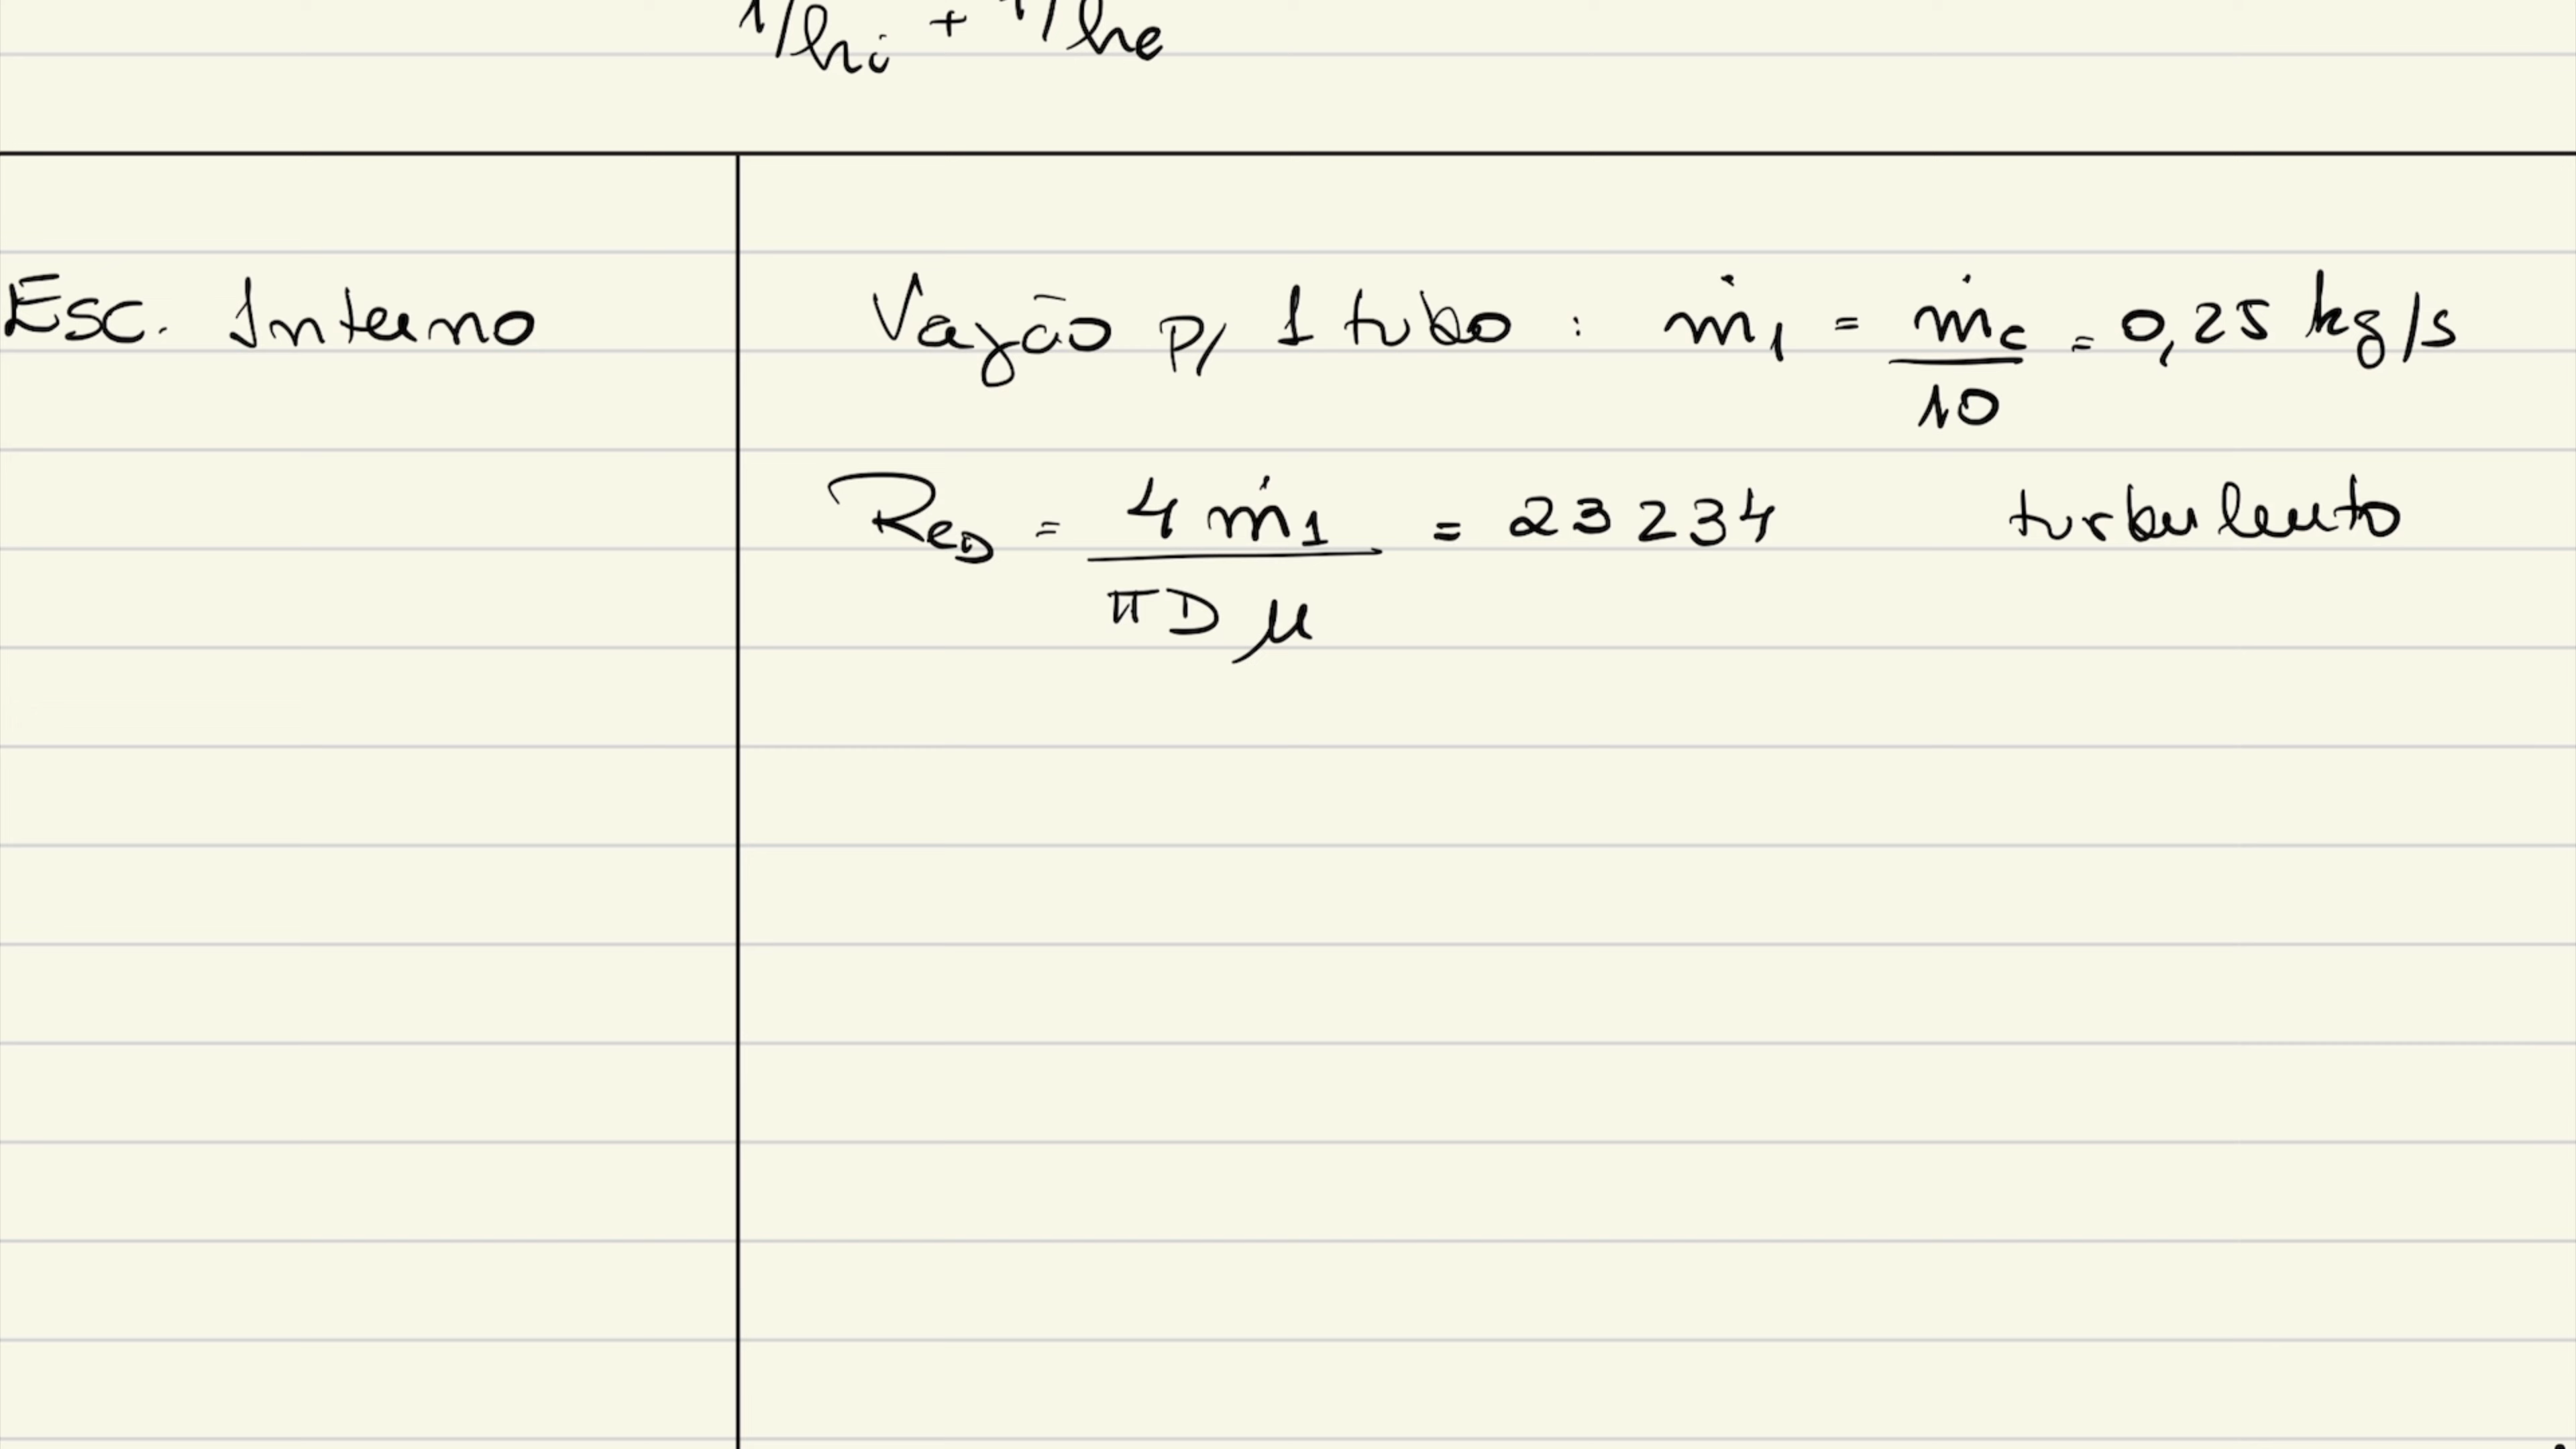 1/hi + 1/he
Esc. Interno
Vazão p/ 1 tubo : ṁ₁ = ṁc/10 = 0,25 kg/s
ReD = 4 ṁ₁/πDμ = 23234 turbulento